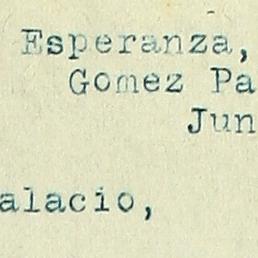 Esperanza,
Gomez Pa
Jun
alacio,